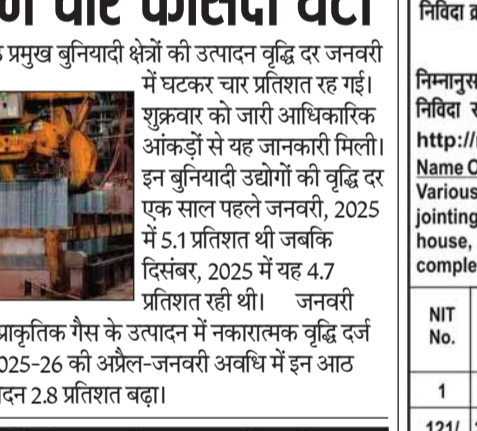 चार फीसदी घटी
प्रमुख बुनियादी क्षेत्रों की उत्पादन वृद्धि दर जनवरी
में घटकर चार प्रतिशत रह गई।
शुक्रवार को जारी आधिकारिक
आंकड़ों से यह जानकारी मिली।
इन बुनियादी उद्योगों की वृद्धि दर
एक साल पहले जनवरी, 2025
में 5.1 प्रतिशत थी जबकि
दिसंबर, 2025 में यह 4.7
प्रतिशत रही थी। जनवरी
प्राकृतिक गैस के उत्पादन में नकारात्मक वृद्धि दर्ज
025-26 की अप्रैल-जनवरी अवधि में इन आठ
2.8 प्रतिशत बढ़ा।
निविदा
निम्नानुस
निविदा
http://
Name O
Various
jointing
house,
comple
NIT
No.
1
121/